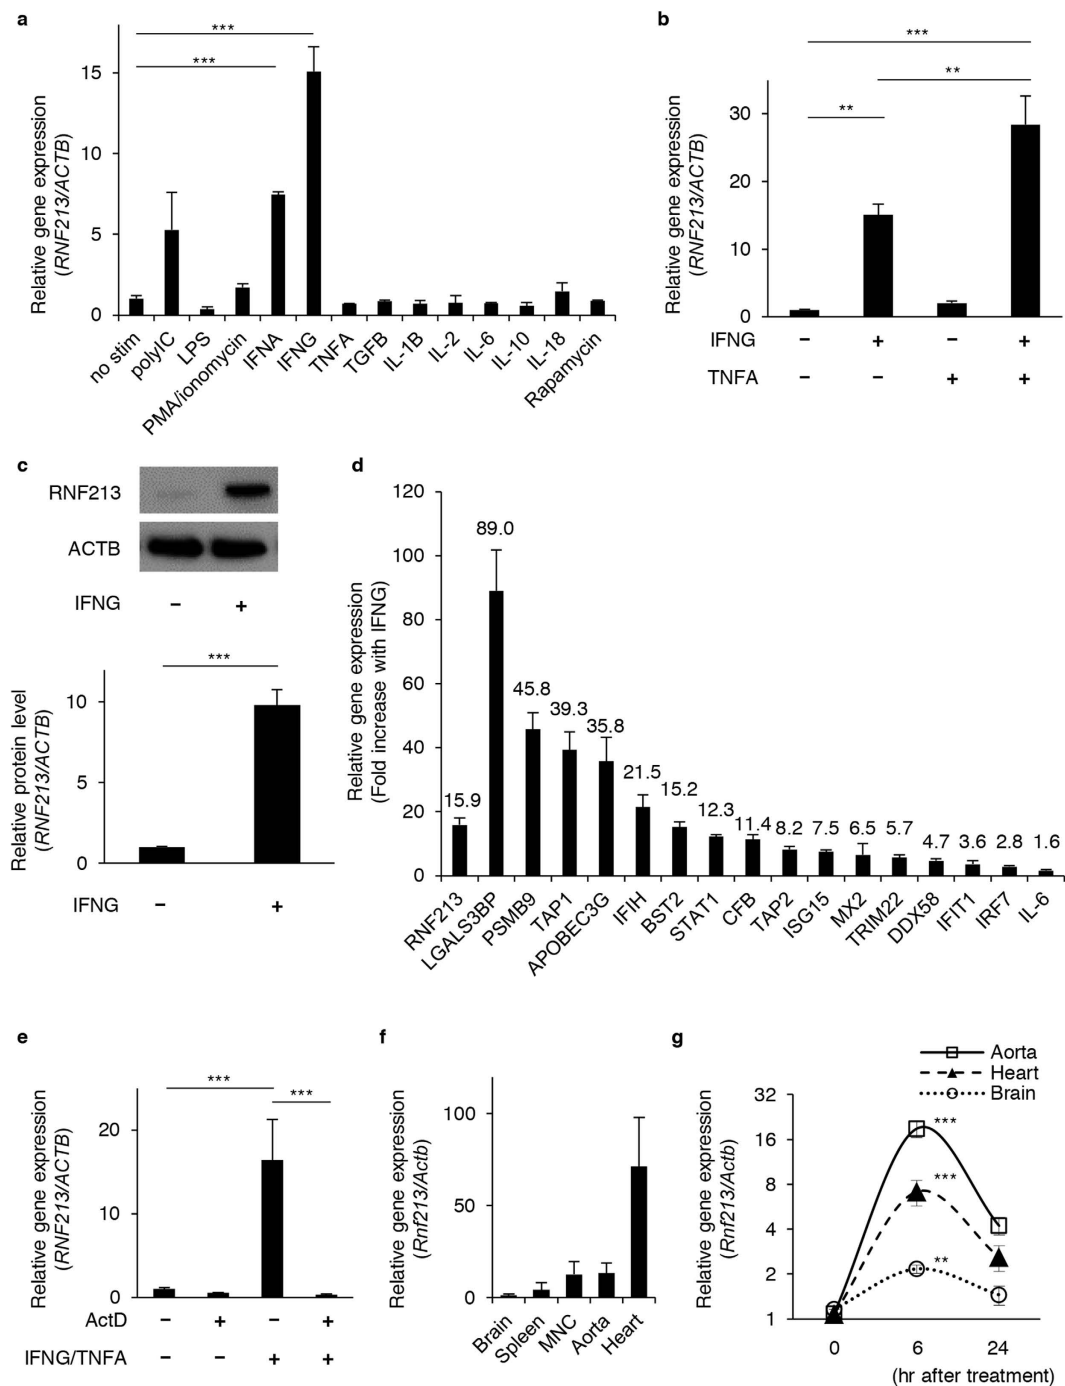 a
Relative gene expression
(RNF213/ACTB)
15
10
5
0
***
***
no stim
polyIC
LPS
PMA/ionomycin
IFNA
IFNG
TNFA
TGFB
IL-1B
IL-2
IL-6
IL-10
IL-18
Rapamycin
b
Relative gene expression
(RNF213/ACTB)
30
20
10
0
***
**
**
IFNG − + − +
TNFA − − + +
c
RNF213
ACTB
IFNG − +
Relative protein level
(RNF213/ACTB)
10
5
0
***
IFNG − +
d
Relative gene expression
(Fold increase with IFNG)
120
100
80
60
40
20
0
15.9
89.0
45.8
39.3
35.8
21.5
15.2
12.3
11.4
8.2
7.5
6.5
5.7
4.7
3.6
2.8
1.6
RNF213
LGALS3BP
PSMB9
TAP1
APOBEC3G
IFIH
BST2
STAT1
CFB
TAP2
ISG15
MX2
TRIM22
DDX58
IFIT1
IRF7
IL-6
e
Relative gene expression
(RNF213/ACTB)
20
10
0
***
***
ActD − + − +
IFNG/TNFA − − + +
f
Relative gene expression
(Rnf213/Actb)
100
50
0
Brain
Spleen
MNC
Aorta
Heart
g
Aorta
Heart
Brain
Relative gene expression
(Rnf213/Actb)
32
16
8
4
2
1
***
***
**
0 6 24
(hr after treatment)